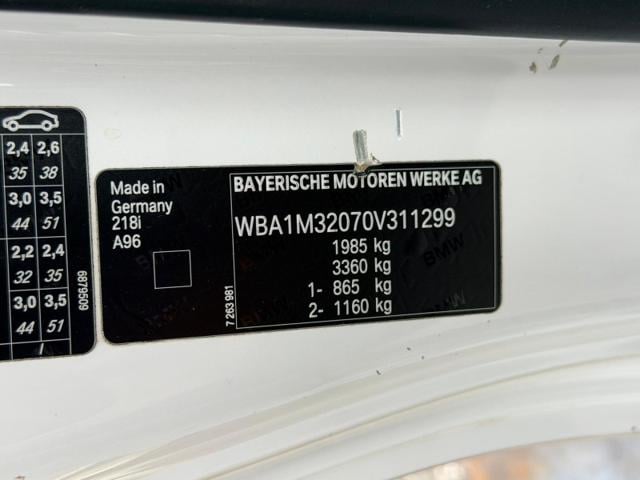 2,4 2,6
35 38
3,0 3,5
44 51
2,2 2,4
32 35
3,0 3,5
44 51
6879509
Made in
Germany
218i
A96
7 263 981
BAYERISCHE MOTOREN WERKE AG
WBA1M32070V311299
1985 kg
3360 kg
1- 865 kg
2- 1160 kg